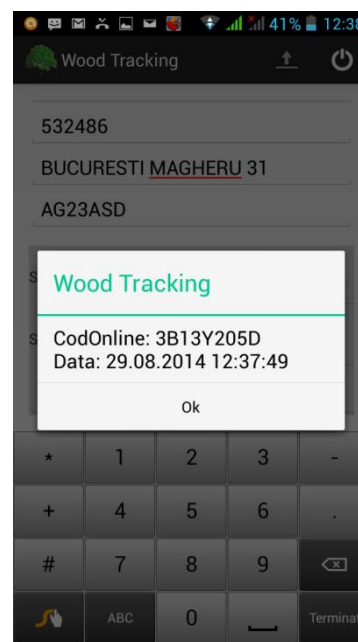 41% 12:38
Wood Tracking
532486
BUCURESTI MAGHERU 31
AG23ASD
S
Wood Tracking
S
CodOnline: 3B13Y205D
Data: 29.08.2014 12:37:49
Ok
* 1 2 3 -
+ 4 5 6 .
# 7 8 9
ABC 0 Terminat